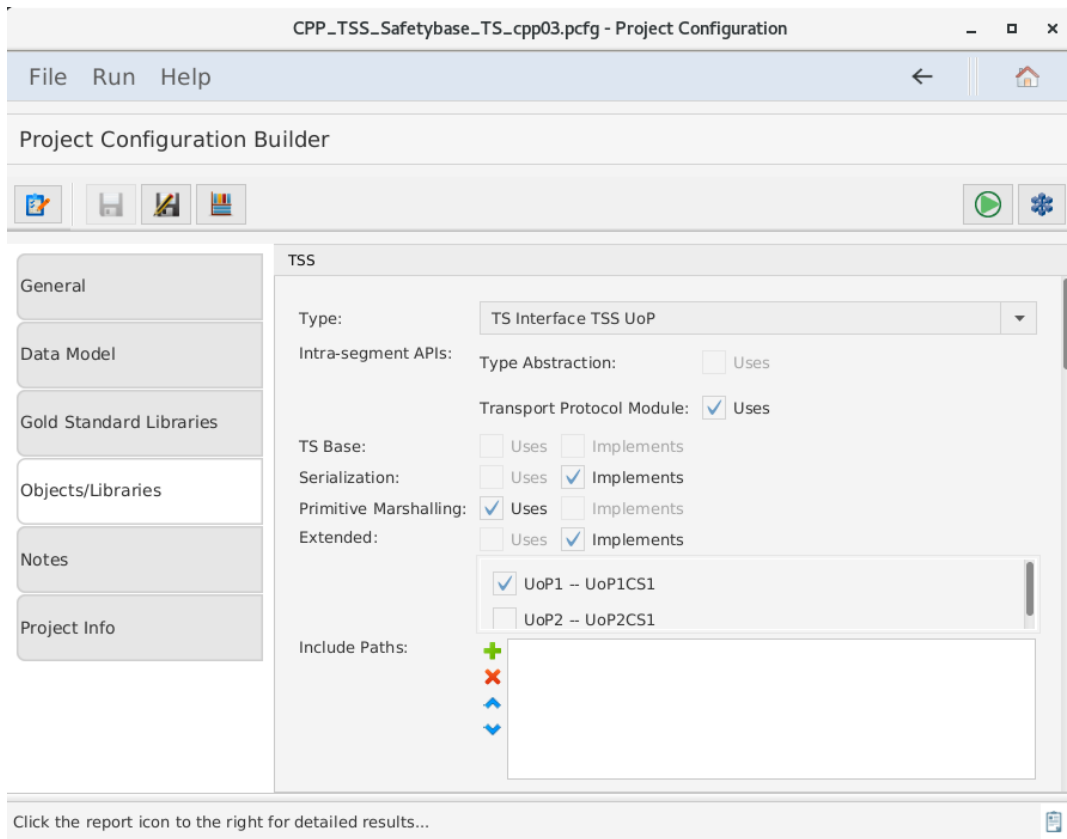 CPP_TSS_Safetybase_TS_cpp03.pcfg - Project Configuration
File Run Help
Project Configuration Builder
General
Data Model
Gold Standard Libraries
Objects/Libraries
Notes
Project Info
TSS
Type: TS Interface TSS UoP
Intra-segment APIs: Type Abstraction: Uses
Transport Protocol Module: Uses
TS Base: Uses Implements
Serialization: Uses Implements
Primitive Marshalling: Uses Implements
Extended: Uses Implements
UoP1 -- UoP1CS1
UoP2 -- UoP2CS1
Include Paths:
Click the report icon to the right for detailed results...